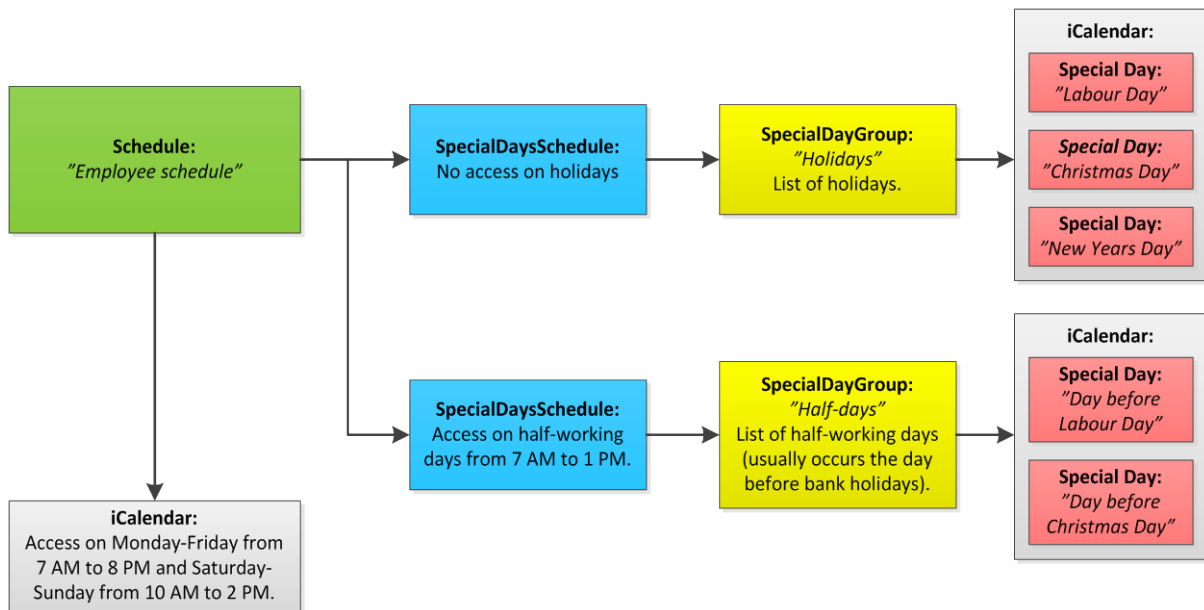 Schedule:
”Employee schedule”
SpecialDaysSchedule:
No access on holidays
SpecialDayGroup:
”Holidays”
List of holidays.
iCalendar:
Special Day:
”Labour Day”
Special Day:
”Christmas Day”
Special Day:
”New Years Day”
SpecialDaysSchedule:
Access on half-working
days from 7 AM to 1 PM.
SpecialDayGroup:
”Half-days”
List of half-working days
(usually occurs the day
before bank holidays).
iCalendar:
Special Day:
”Day before
Labour Day”
Special Day:
”Day before
Christmas Day”
iCalendar:
Access on Monday-Friday from
7 AM to 8 PM and Saturday-
Sunday from 10 AM to 2 PM.